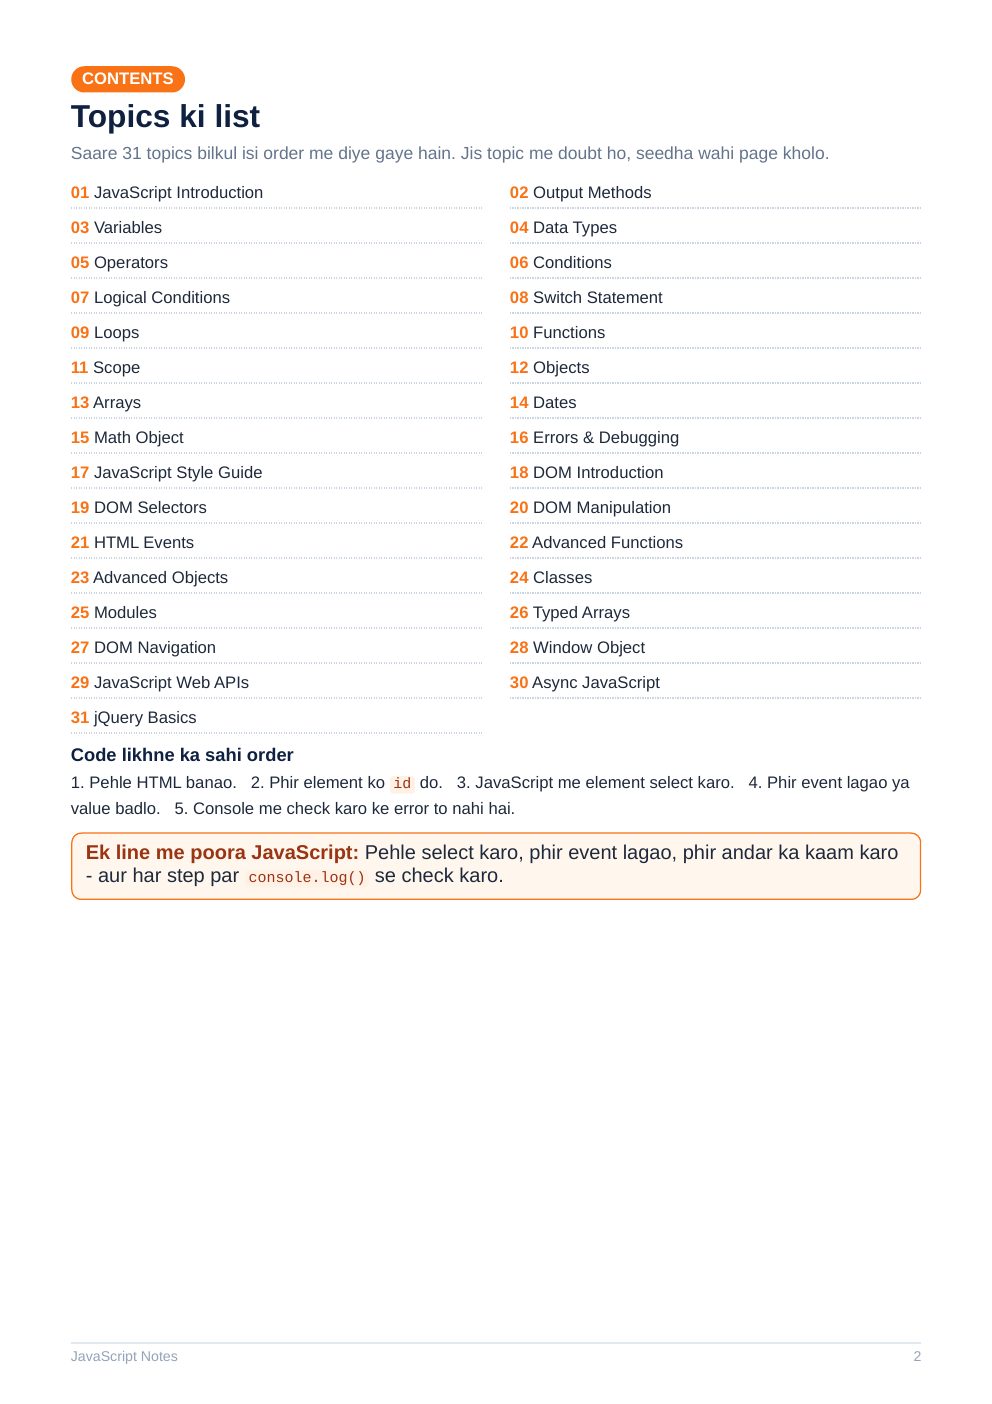 CONTENTS
Topics ki list
Saare 31 topics bilkul isi order me diye gaye hain. Jis topic me doubt ho, seedha wahi page kholo.
01 JavaScript Introduction
02 Output Methods
03 Variables
04 Data Types
05 Operators
06 Conditions
07 Logical Conditions
08 Switch Statement
09 Loops
10 Functions
11 Scope
12 Objects
13 Arrays
14 Dates
15 Math Object
16 Errors & Debugging
17 JavaScript Style Guide
18 DOM Introduction
19 DOM Selectors
20 DOM Manipulation
21 HTML Events
22 Advanced Functions
23 Advanced Objects
24 Classes
25 Modules
26 Typed Arrays
27 DOM Navigation
28 Window Object
29 JavaScript Web APIs
30 Async JavaScript
31 jQuery Basics
Code likhne ka sahi order
1. Pehle HTML banao. 2. Phir element ko id do. 3. JavaScript me element select karo. 4. Phir event lagao ya
value badlo. 5. Console me check karo ke error to nahi hai.
Ek line me poora JavaScript: Pehle select karo, phir event lagao, phir andar ka kaam karo
- aur har step par console.log() se check karo.
JavaScript Notes
2